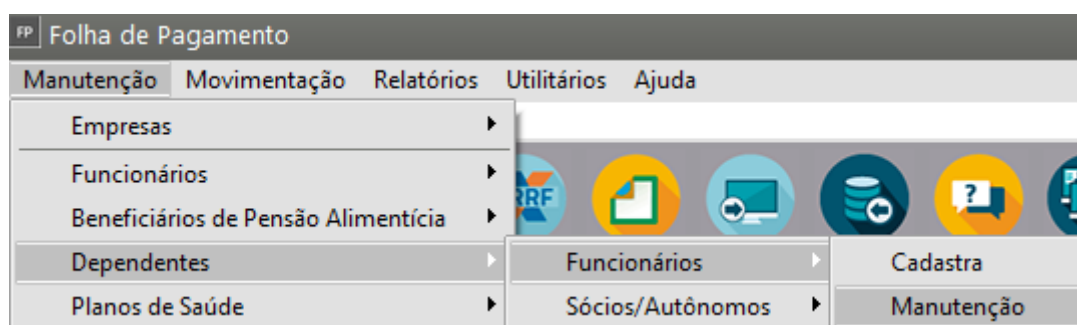 FP Folha de Pagamento
Manutenção Movimentação Relatórios Utilitários Ajuda
Empresas
Funcionários
RRF
?
Beneficiários de Pensão Alimentícia
Dependentes Funcionários Cadastra
Planos de Saúde Sócios/Autônomos Manutenção